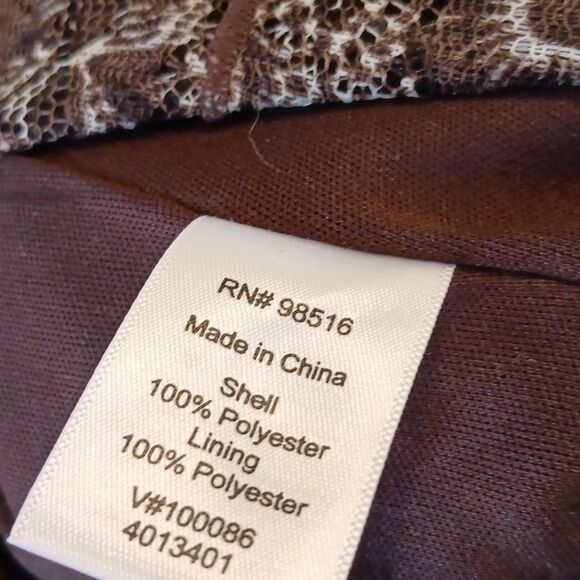 RN# 98516
Made in China
Shell
100% Polyester
Lining
100% Polyester
V#100086
4013401